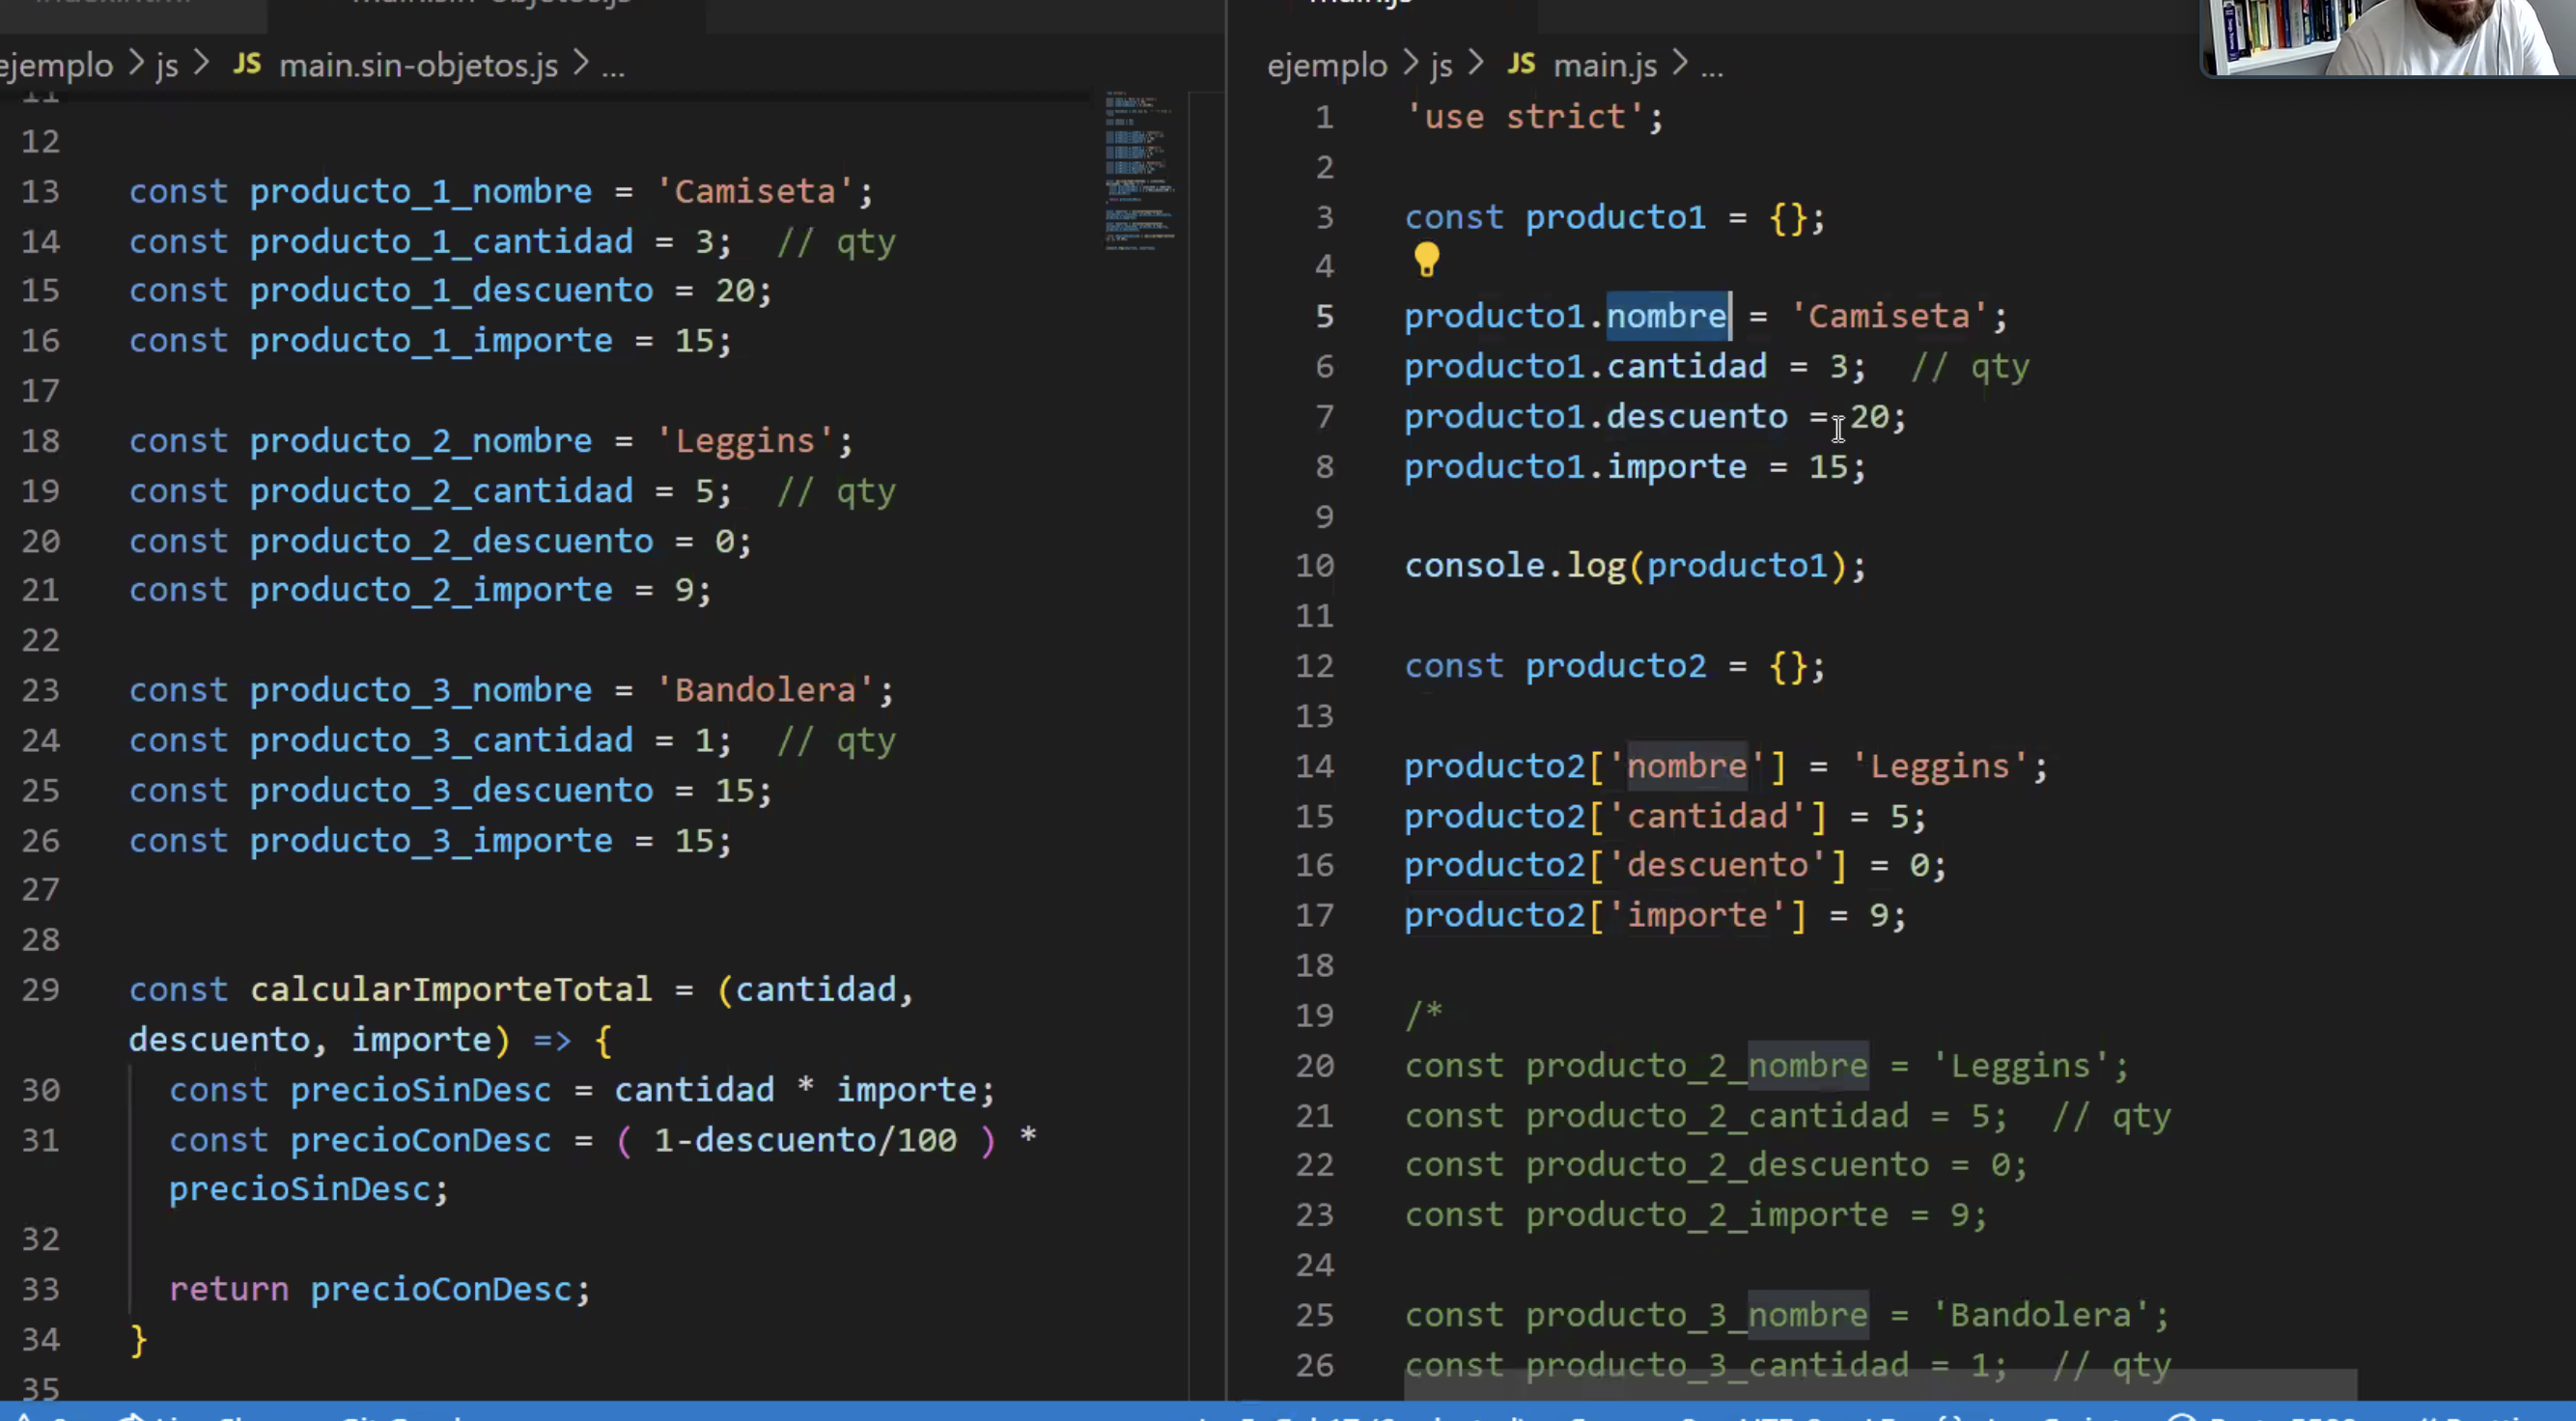 ejemplo > js > JS main.sin-objetos.js > ...
11
12
13 const producto_1_nombre = 'Camiseta';
14 const producto_1_cantidad = 3;  // qty
15 const producto_1_descuento = 20;
16 const producto_1_importe = 15;
17
18 const producto_2_nombre = 'Leggins';
19 const producto_2_cantidad = 5;  // qty
20 const producto_2_descuento = 0;
21 const producto_2_importe = 9;
22
23 const producto_3_nombre = 'Bandolera';
24 const producto_3_cantidad = 1;  // qty
25 const producto_3_descuento = 15;
26 const producto_3_importe = 15;
27
28
29 const calcularImporteTotal = (cantidad,
descuento, importe) => {
30 const precioSinDesc = cantidad * importe;
31 const precioConDesc = ( 1-descuento/100 ) *
precioSinDesc;
32
33 return precioConDesc;
34 }
35
main.js
ejemplo > js > JS main.js > ...
1 'use strict';
2
3 const producto1 = {};
4
5 producto1.nombre = 'Camiseta';
6 producto1.cantidad = 3;  // qty
7 producto1.descuento = 20;
8 producto1.importe = 15;
9
10 console.log(producto1);
11
12 const producto2 = {};
13
14 producto2['nombre'] = 'Leggins';
15 producto2['cantidad'] = 5;
16 producto2['descuento'] = 0;
17 producto2['importe'] = 9;
18
19 /*
20 const producto_2_nombre = 'Leggins';
21 const producto_2_cantidad = 5;  // qty
22 const producto_2_descuento = 0;
23 const producto_2_importe = 9;
24
25 const producto_3_nombre = 'Bandolera';
26 const producto_3_cantidad = 1;  // qty